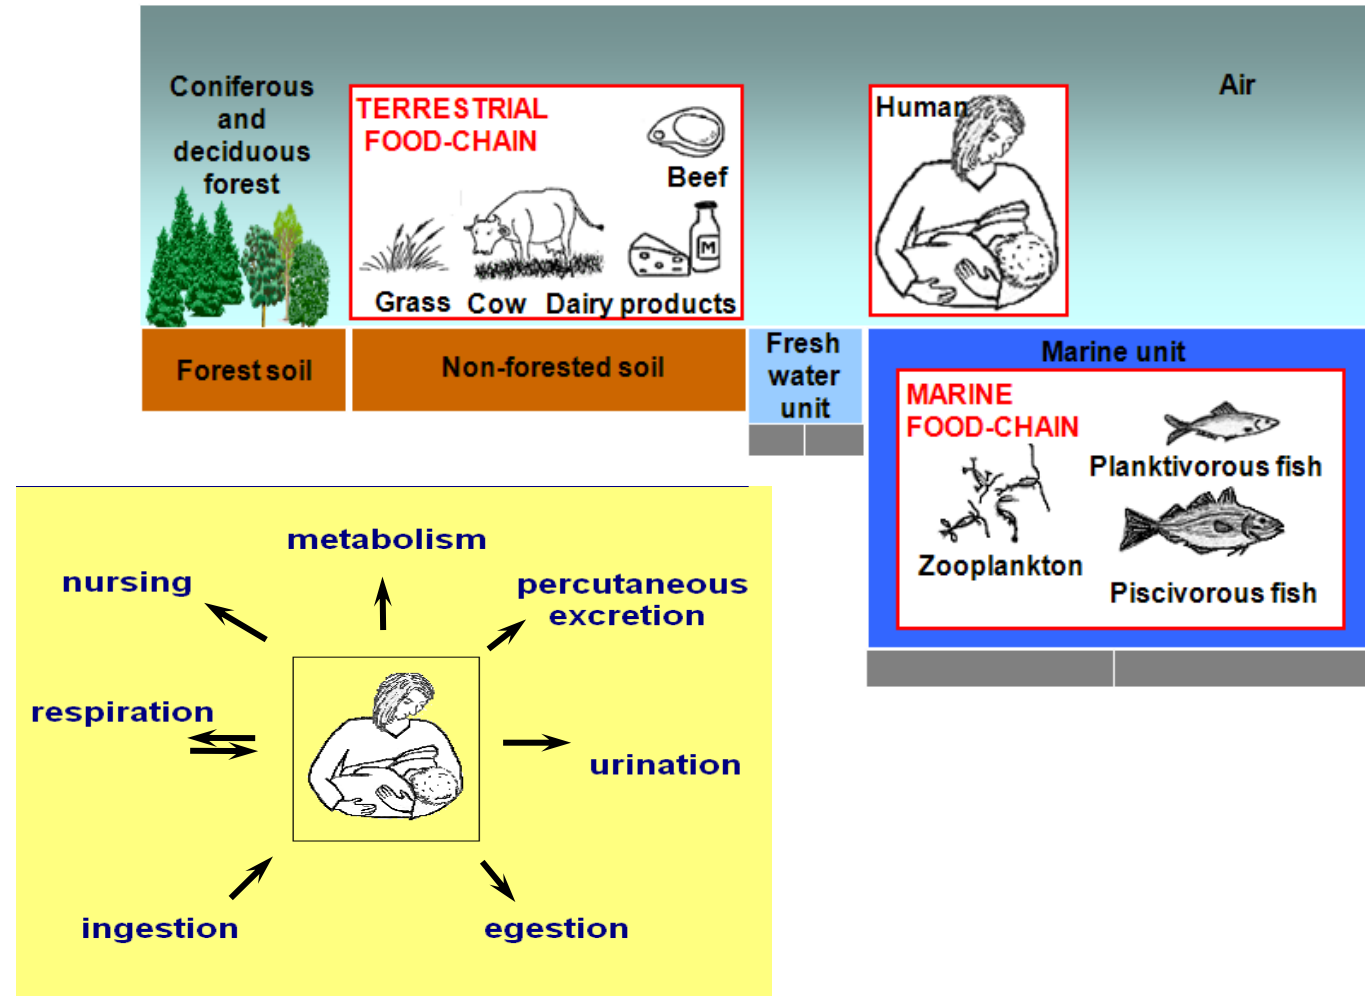 Coniferous
and
deciduous
forest
TERRESTRIAL
FOOD-CHAIN
Beef
M
Grass Cow Dairy products
Human
Air
Forest soil
Non-forested soil
Fresh
water
unit
Marine unit
MARINE
FOOD-CHAIN
Planktivorous fish
Zooplankton
Piscivorous fish
metabolism
nursing
percutaneous
excretion
respiration
urination
ingestion
egestion